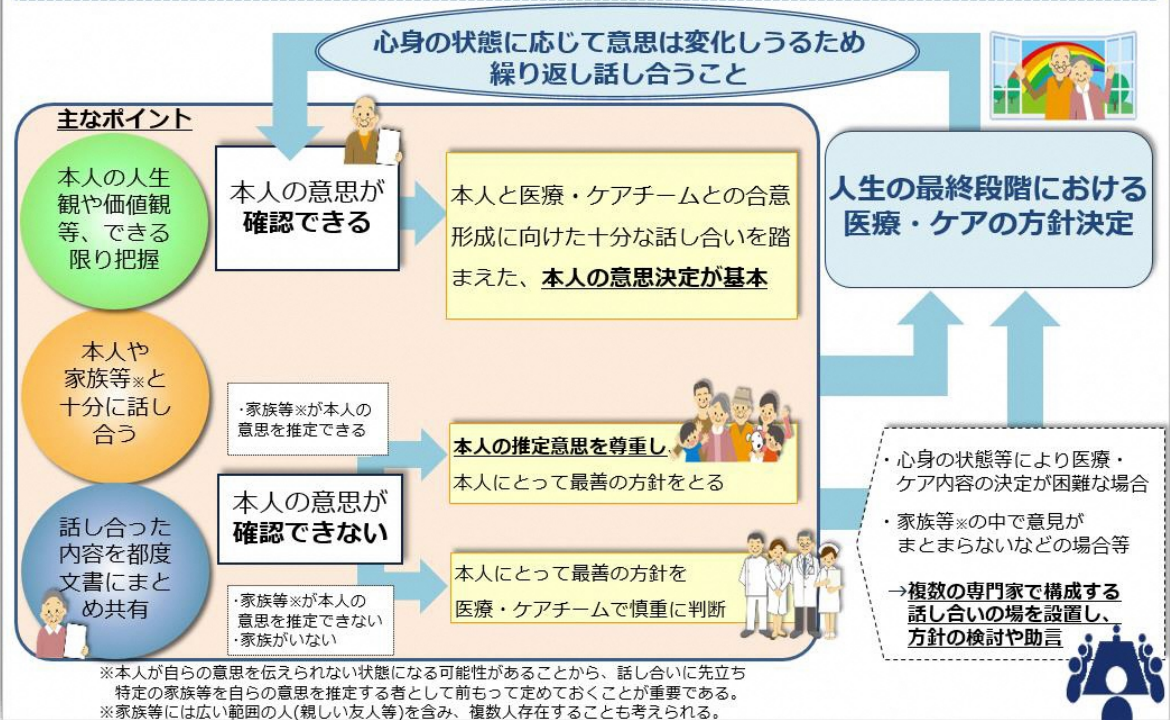 心身の状態に応じて意思は変化しうるため
繰り返し話し合うこと
主なポイント
本人の人生
観や価値観
等、できる
限り把握
本人や
家族等※と
十分に話し
合う
話し合った
内容を都度
文書にまと
め共有
本人の意思が
確認できる
本人と医療・ケアチームとの合意
形成に向けた十分な話し合いを踏
まえた、本人の意思決定が基本
・家族等※が本人の
意思を推定できる
本人の意思が
確認できない
・家族等※が本人の
意思を推定できない
・家族がいない
本人の推定意思を尊重し、
本人にとって最善の方針をとる
本人にとって最善の方針を
医療・ケアチームで慎重に判断
人生の最終段階における
医療・ケアの方針決定
・心身の状態等により医療・
ケア内容の決定が困難な場合
・家族等※の中で意見が
まとまらないなどの場合等
→複数の専門家で構成する
話し合いの場を設置し、
方針の検討や助言
※本人が自らの意思を伝えられない状態になる可能性があることから、話し合いに先立ち
特定の家族等を自らの意思を推定する者として前もって定めておくことが重要である。
※家族等には広い範囲の人(親しい友人等)を含み、複数人存在することも考えられる。